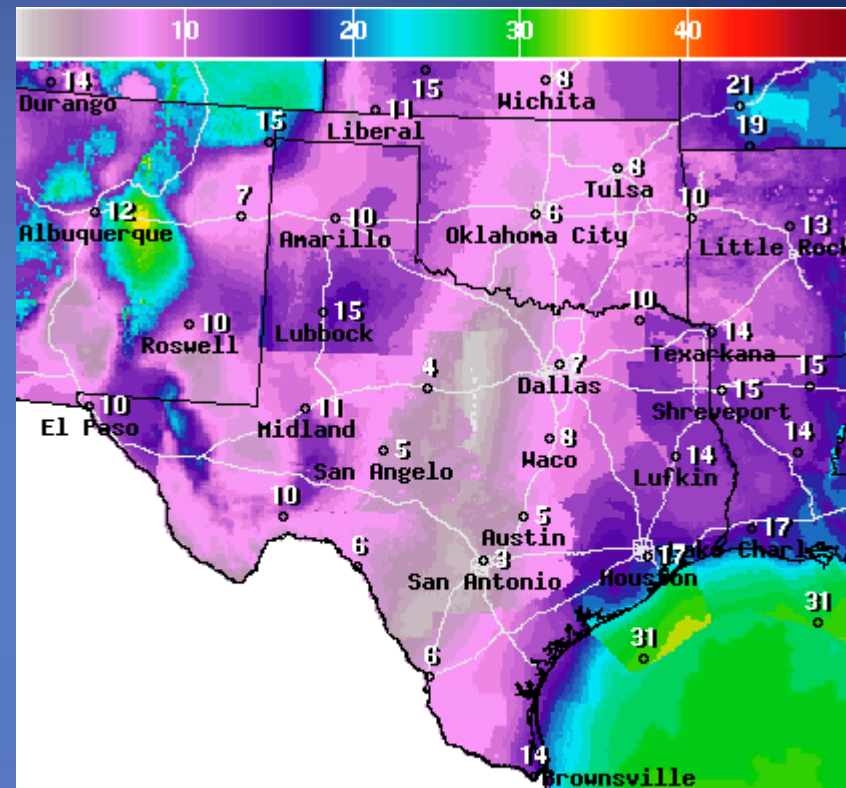 10 20 30 40
14 15 8 21
Durango 11 Wichita
Liberal 19
15
8
Tulsa
12 7 10 6 10 13
Albuquerque Amarillo Oklahoma City Little Rock
10 15 10
Roswell Lubbock 14
Texarkana
4 7 15
Dallas 15
10 11 Shreveport
El Paso Midland
5 8 14 14
San Angelo Waco Lufkin
10 5 17
Austin
6 3 17
San Antonio Houston
31
31
6
14
Brownsville